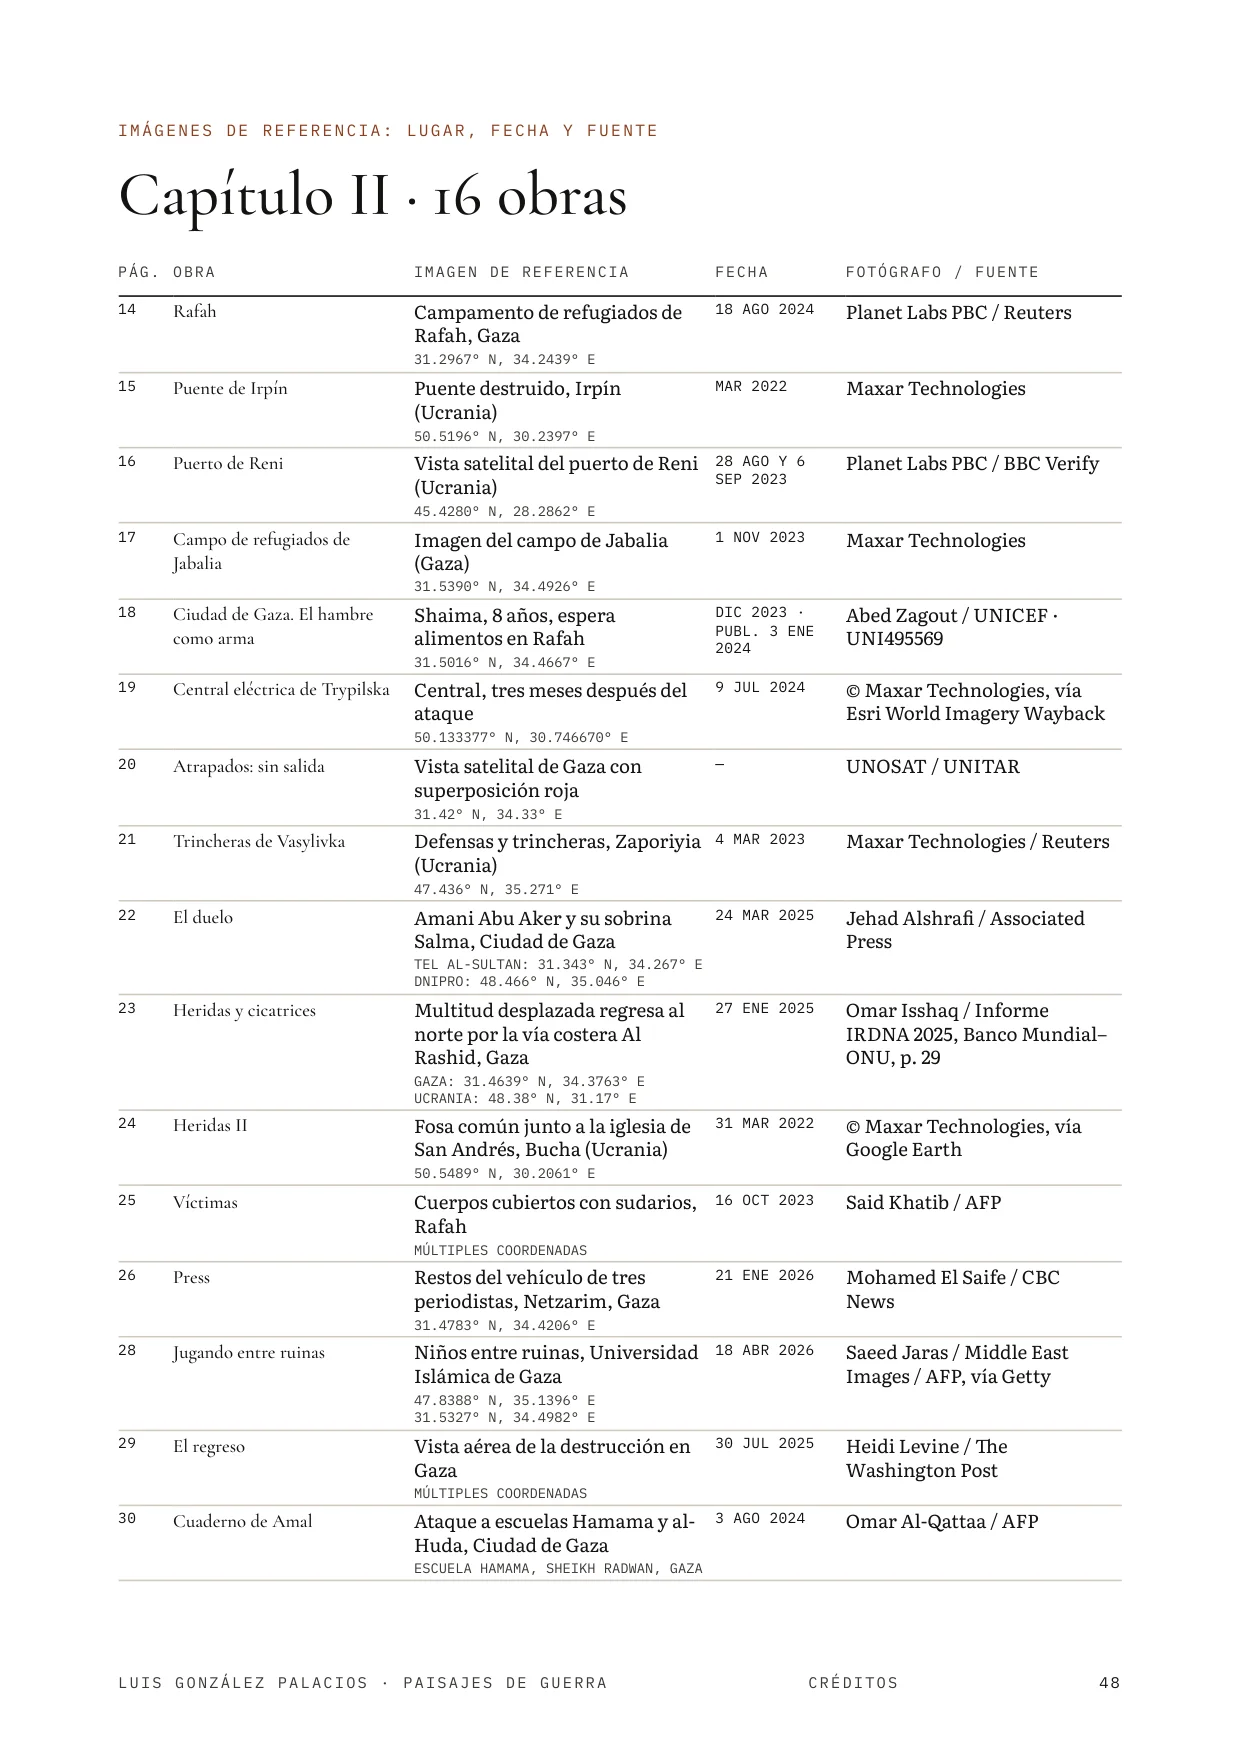 IMÁGENES DE REFERENCIA: LUGAR, FECHA Y FUENTE
Capítulo II · 16 obras
PÁG. OBRA IMAGEN DE REFERENCIA FECHA FOTÓGRAFO / FUENTE
14 Rafah Campamento de refugiados de 18 AGO 2024 Planet Labs PBC / Reuters
Rafah, Gaza
31.2967° N, 34.2439° E
15 Puente de Irpín Puente destruido, Irpín MAR 2022 Maxar Technologies
(Ucrania)
50.5196° N, 30.2397° E
16 Puerto de Reni Vista satelital del puerto de Reni 28 AGO Y 6 Planet Labs PBC / BBC Verify
(Ucrania) SEP 2023
45.4280° N, 28.2862° E
17 Campo de refugiados de Imagen del campo de Jabalia 1 NOV 2023 Maxar Technologies
Jabalia (Gaza)
31.5390° N, 34.4926° E
18 Ciudad de Gaza. El hambre Shaima, 8 años, espera DIC 2023 · Abed Zagout / UNICEF ·
como arma alimentos en Rafah PUBL. 3 ENE UNI495569
31.5016° N, 34.4667° E 2024
19 Central eléctrica de Trypilska Central, tres meses después del 9 JUL 2024 © Maxar Technologies, vía
ataque Esri World Imagery Wayback
50.133377° N, 30.746670° E
20 Atrapados: sin salida Vista satelital de Gaza con — UNOSAT / UNITAR
superposición roja
31.42° N, 34.33° E
21 Trincheras de Vasylivka Defensas y trincheras, Zaporiyia 4 MAR 2023 Maxar Technologies / Reuters
(Ucrania)
47.436° N, 35.271° E
22 El duelo Amani Abu Aker y su sobrina 24 MAR 2025 Jehad Alshrafi / Associated
Salma, Ciudad de Gaza Press
TEL AL-SULTAN: 31.343° N, 34.267° E
DNIPRO: 48.466° N, 35.046° E
23 Heridas y cicatrices Multitud desplazada regresa al 27 ENE 2025 Omar Isshaq / Informe
norte por la vía costera Al IRDNA 2025, Banco Mundial–
Rashid, Gaza ONU, p. 29
GAZA: 31.4639° N, 34.3763° E
UCRANIA: 48.38° N, 31.17° E
24 Heridas II Fosa común junto a la iglesia de 31 MAR 2022 © Maxar Technologies, vía
San Andrés, Bucha (Ucrania) Google Earth
50.5489° N, 30.2061° E
25 Víctimas Cuerpos cubiertos con sudarios, 16 OCT 2023 Said Khatib / AFP
Rafah
MÚLTIPLES COORDENADAS
26 Press Restos del vehículo de tres 21 ENE 2026 Mohamed El Saife / CBC
periodistas, Netzarim, Gaza News
31.4783° N, 34.4206° E
28 Jugando entre ruinas Niños entre ruinas, Universidad 18 ABR 2026 Saeed Jaras / Middle East
Islámica de Gaza Images / AFP, vía Getty
47.8388° N, 35.1396° E
31.5327° N, 34.4982° E
29 El regreso Vista aérea de la destrucción en 30 JUL 2025 Heidi Levine / The
Gaza Washington Post
MÚLTIPLES COORDENADAS
30 Cuaderno de Amal Ataque a escuelas Hamama y al- 3 AGO 2024 Omar Al-Qattaa / AFP
Huda, Ciudad de Gaza
ESCUELA HAMAMA, SHEIKH RADWAN, GAZA
LUIS GONZÁLEZ PALACIOS · PAISAJES DE GUERRA CRÉDITOS 48